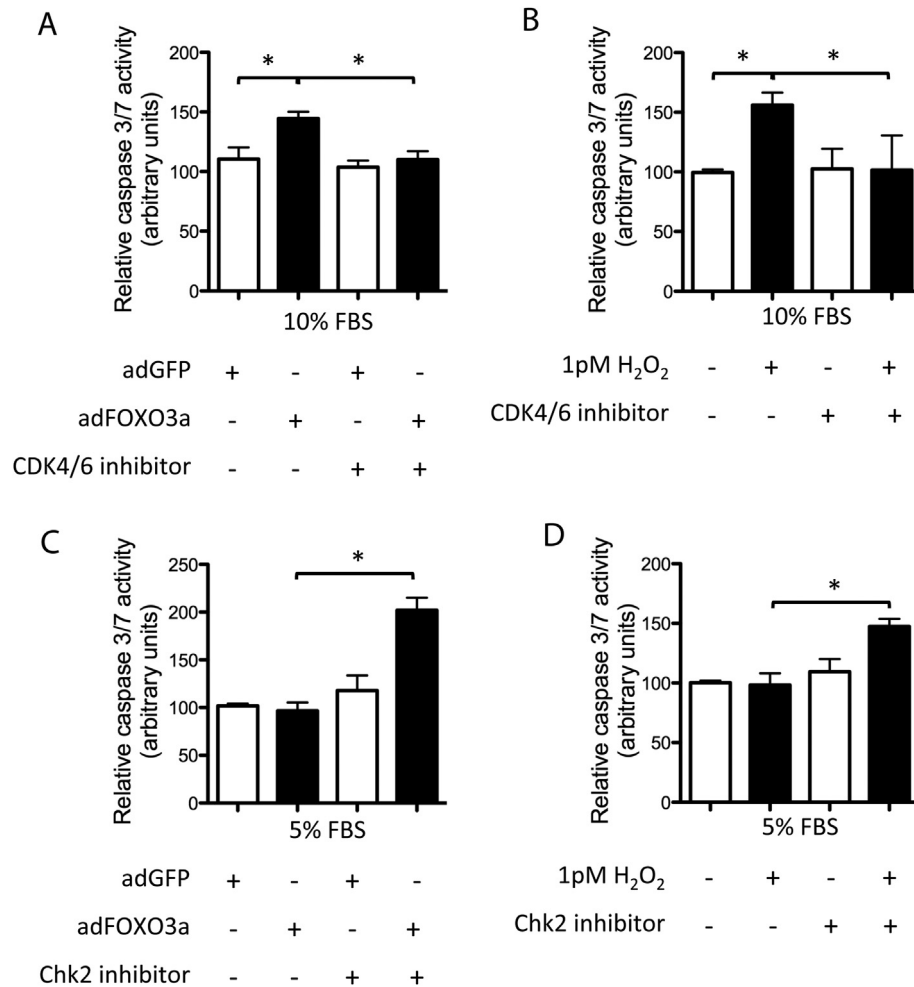 A
Relative caspase 3/7 activity
(arbitrary units)
200
150
100
50
0
* *
10% FBS
adGFP + - + -
adFOXO3a - + - +
CDK4/6 inhibitor - - + +
B
Relative caspase 3/7 activity
(arbitrary units)
200
150
100
50
0
* *
10% FBS
1pM H₂O₂ - + - +
CDK4/6 inhibitor - - + +
C
Relative caspase 3/7 activity
(arbitrary units)
250
200
150
100
50
0
*
5% FBS
adGFP + - + -
adFOXO3a - + - +
Chk2 inhibitor - - + +
D
Relative caspase 3/7 activity
(arbitrary units)
200
150
100
50
0
*
5% FBS
1pM H₂O₂ - + - +
Chk2 inhibitor - - + +